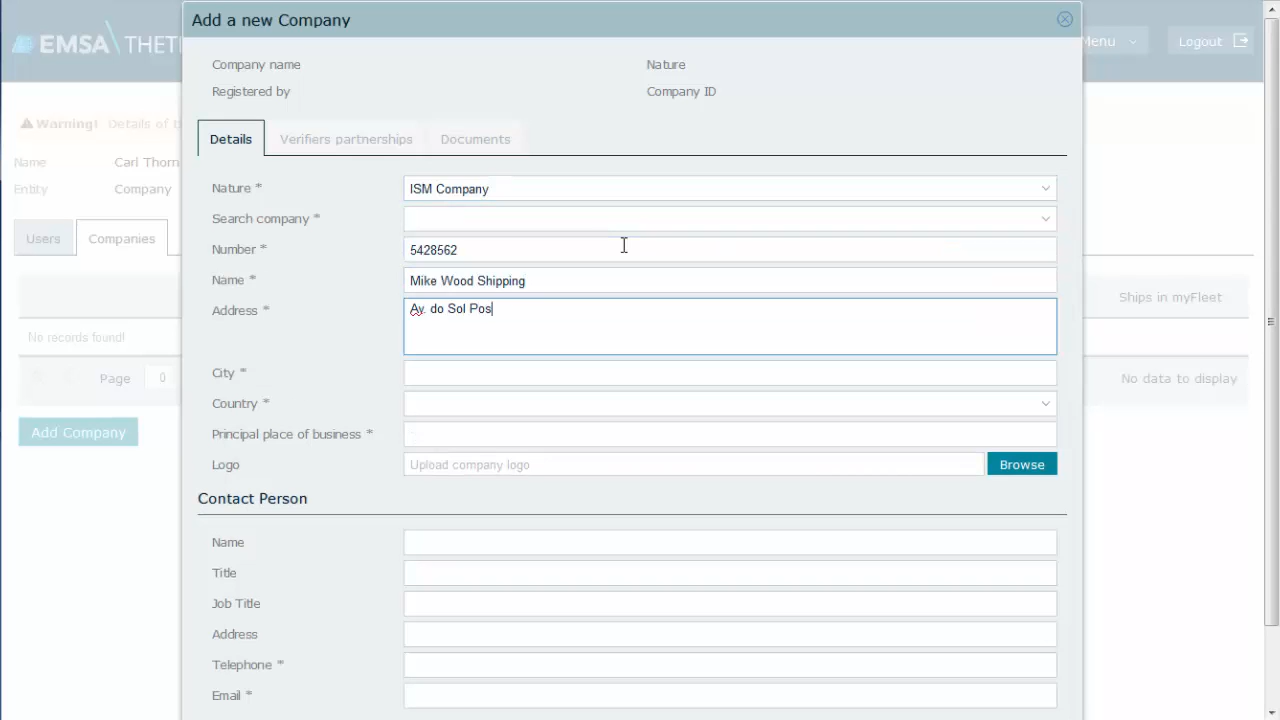 Add a new Company
EMSA\ THETI
Menu
Logout
Company name
Nature
Registered by
Company ID
Warning! Details of t
Details
Verifiers partnerships
Documents
Name
Carl Thorn
Entity
Company
Users
Companies
Nature *
ISM Company
Search company *
Number *
5428562
Name *
Mike Wood Shipping
Address *
Av. do Sol Pos
City *
Country *
Principal place of business *
Logo
Upload company logo
Browse
Ships in myFleet
No records found!
Page
0
No data to display
Add Company
Contact Person
Name
Title
Job Title
Address
Telephone *
Email *